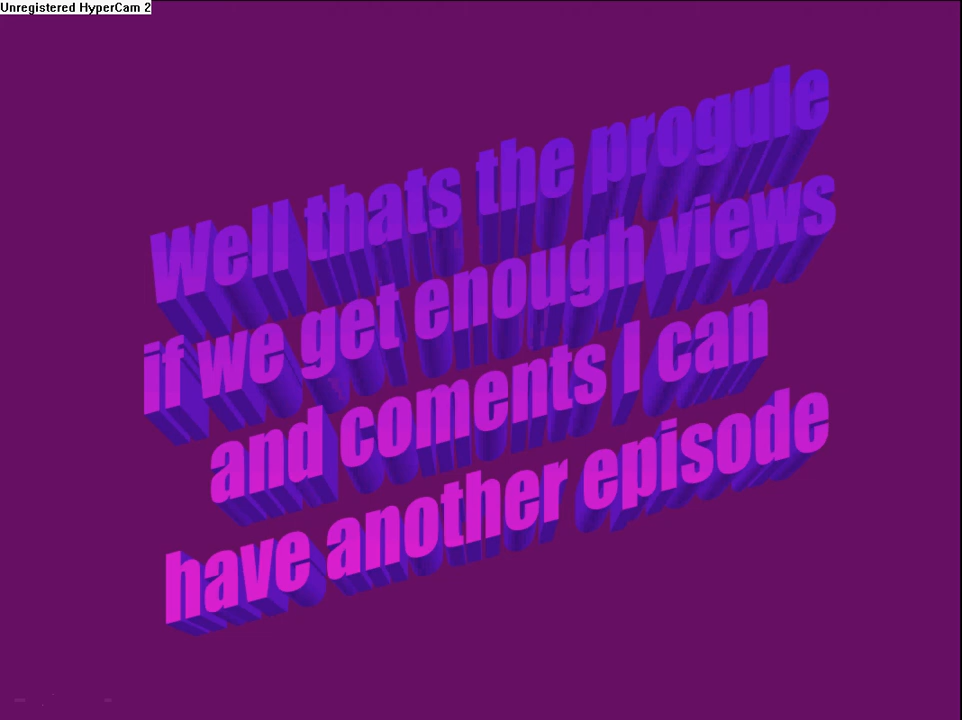 Unregistered HyperCam 2
Well thats the progule
if we get enough views
and coments I can
have another episode